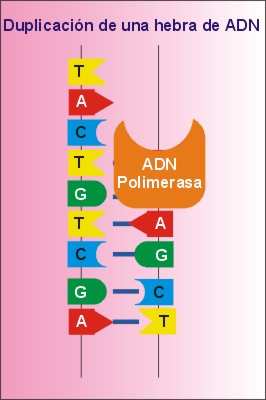 Duplicación de una hebra de ADN
T
A
C
T
ADN
Polimerasa
G
T A
C G
G C
A T